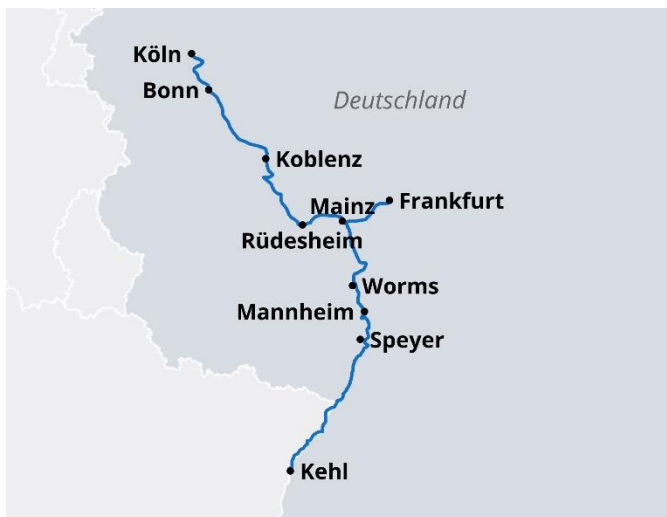 Köln
Bonn
Deutschland
Koblenz
Mainz
Frankfurt
Rüdesheim
Worms
Mannheim
Speyer
Kehl